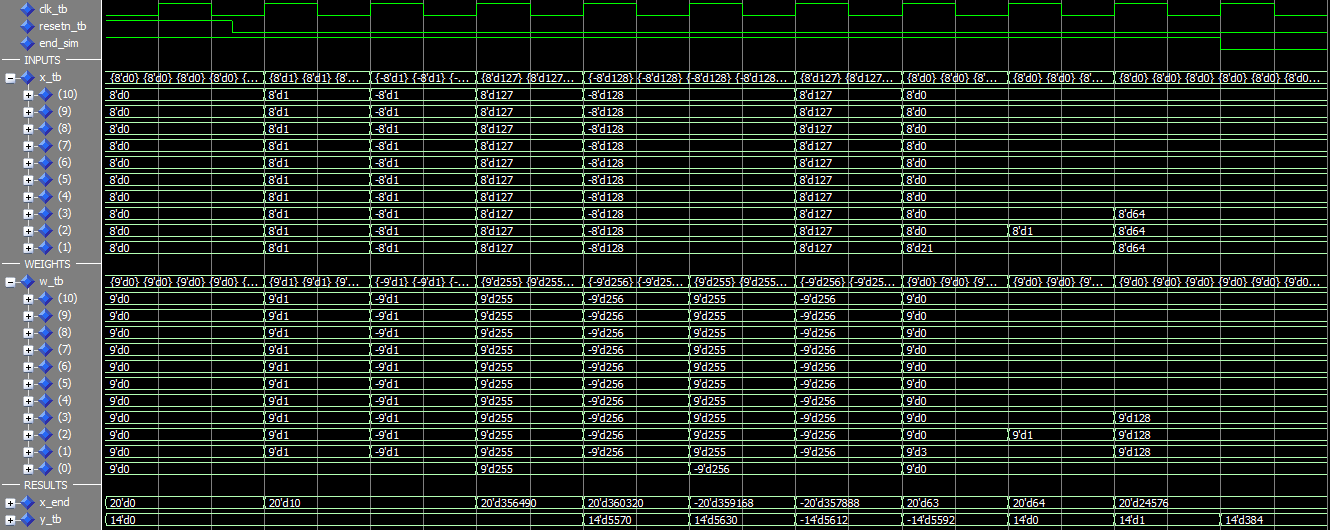 clk_tb
resetn_tb
end_sim
INPUTS
x_tb {8'd0} {8'd0} {8'd0} {... {8'd1} {8'd1} {8'... {-8'd1} {-8'd1} {-... {8'd127} {8'd127... {-8'd128} {-8'd128} {-8'd128} {-8'd128... {8'd127} {8'd127... {8'd0} {8'd0} {8'... {8'd0} {8'd0} {8'... {8'd0} {8'd0} {8'd0} {8'd0} {8'd0} {8'd0...
(10) 8'd0 8'd1 -8'd1 8'd127 -8'd128 8'd127 8'd0
(9) 8'd0 8'd1 -8'd1 8'd127 -8'd128 8'd127 8'd0
(8) 8'd0 8'd1 -8'd1 8'd127 -8'd128 8'd127 8'd0
(7) 8'd0 8'd1 -8'd1 8'd127 -8'd128 8'd127 8'd0
(6) 8'd0 8'd1 -8'd1 8'd127 -8'd128 8'd127 8'd0
(5) 8'd0 8'd1 -8'd1 8'd127 -8'd128 8'd127 8'd0
(4) 8'd0 8'd1 -8'd1 8'd127 -8'd128 8'd127 8'd0
(3) 8'd0 8'd1 -8'd1 8'd127 -8'd128 8'd127 8'd0 8'd64
(2) 8'd0 8'd1 -8'd1 8'd127 -8'd128 8'd127 8'd0 8'd1 8'd64
(1) 8'd0 8'd1 -8'd1 8'd127 -8'd128 8'd127 8'd21 8'd64
WEIGHTS
w_tb {9'd0} {9'd0} {9'd0} {... {9'd1} {9'd1} {9'... {-9'd1} {-9'd1} {-... {9'd255} {9'd255... {-9'd256} {-9'd25... {9'd255} {9'd255... {-9'd256} {-9'd25... {9'd0} {9'd0} {9'... {9'd0} {9'd0} {9'... {9'd0} {9'd0} {9'd0} {9'd0} {9'd0} {9'd0...
(10) 9'd0 9'd1 -9'd1 9'd255 -9'd256 9'd255 -9'd256 9'd0
(9) 9'd0 9'd1 -9'd1 9'd255 -9'd256 9'd255 -9'd256 9'd0
(8) 9'd0 9'd1 -9'd1 9'd255 -9'd256 9'd255 -9'd256 9'd0
(7) 9'd0 9'd1 -9'd1 9'd255 -9'd256 9'd255 -9'd256 9'd0
(6) 9'd0 9'd1 -9'd1 9'd255 -9'd256 9'd255 -9'd256 9'd0
(5) 9'd0 9'd1 -9'd1 9'd255 -9'd256 9'd255 -9'd256 9'd0
(4) 9'd0 9'd1 -9'd1 9'd255 -9'd256 9'd255 -9'd256 9'd0
(3) 9'd0 9'd1 -9'd1 9'd255 -9'd256 9'd255 -9'd256 9'd0 9'd128
(2) 9'd0 9'd1 -9'd1 9'd255 -9'd256 9'd255 -9'd256 9'd0 9'd1 9'd128
(1) 9'd0 9'd1 -9'd1 9'd255 -9'd256 9'd255 -9'd256 9'd3 9'd128
(0) 9'd0 9'd255 -9'd256 9'd0
RESULTS
x_end 20'd0 20'd10 20'd356490 20'd360320 -20'd359168 -20'd357888 20'd63 20'd64 20'd24576
y_tb 14'd0 14'd5570 14'd5630 -14'd5612 -14'd5592 14'd0 14'd1 14'd384